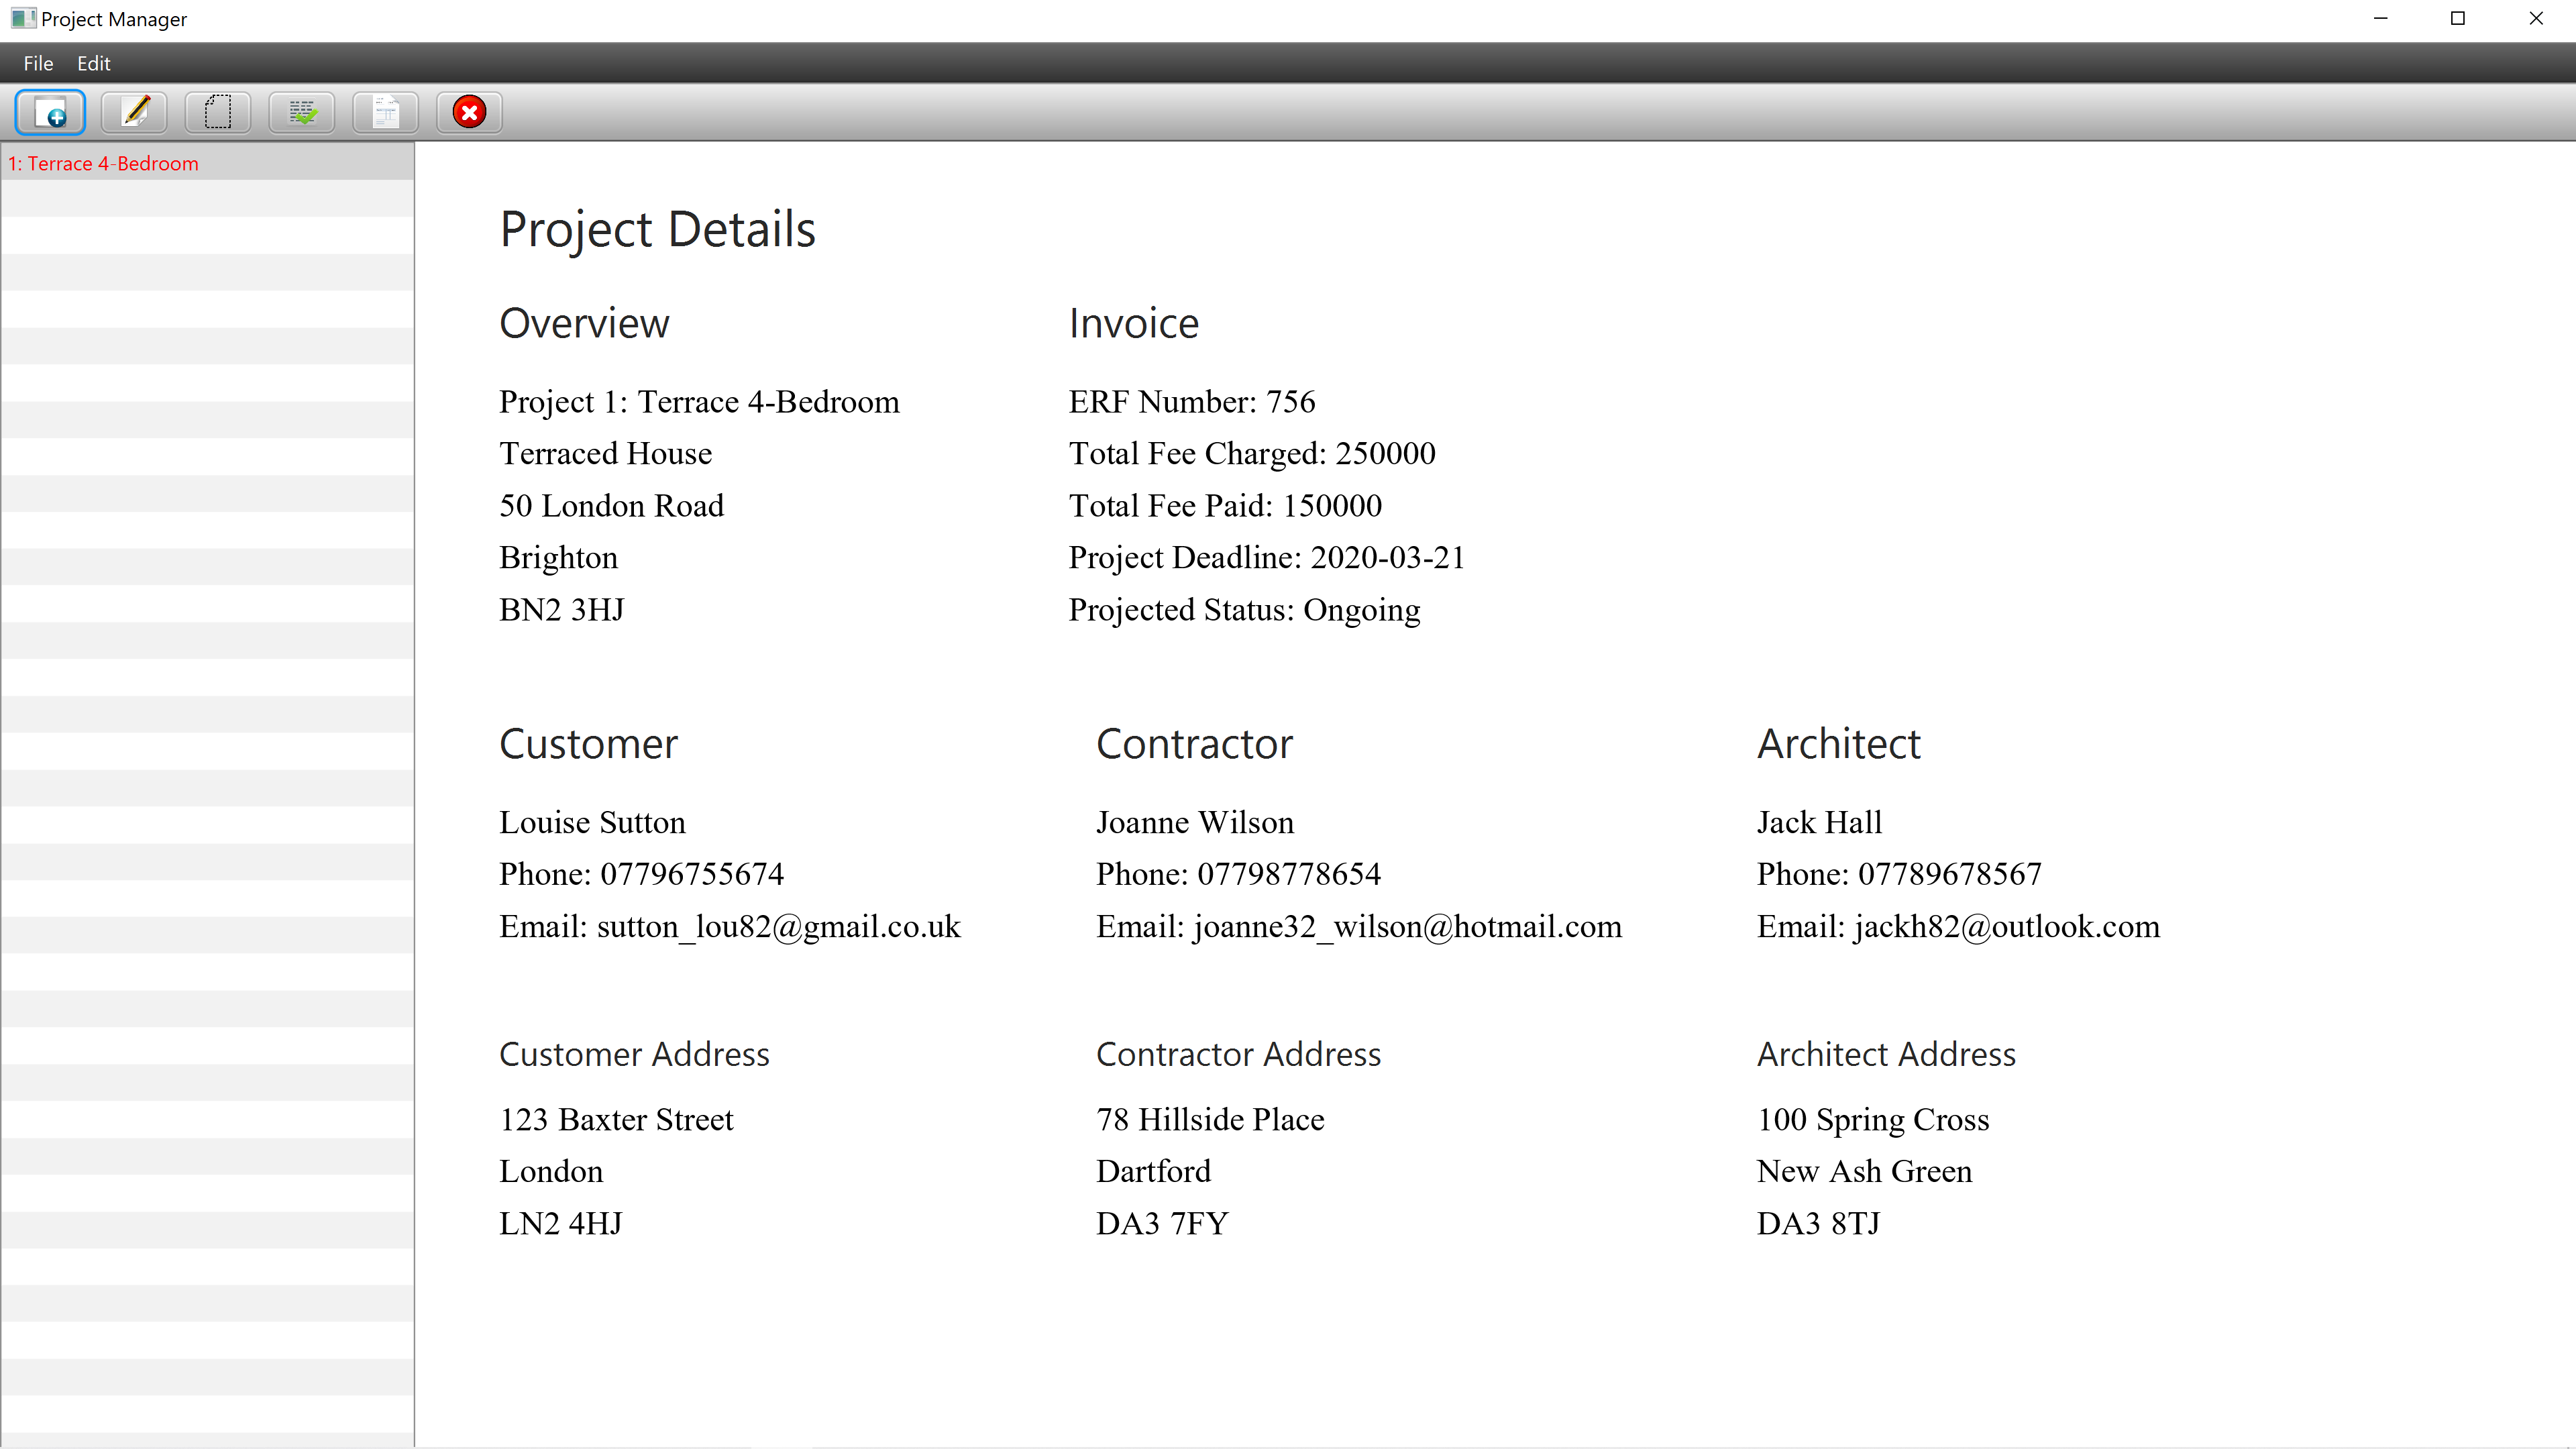 Project Manager
File Edit
1: Terrace 4-Bedroom
Project Details
Overview
Project 1: Terrace 4-Bedroom
Terraced House
50 London Road
Brighton
BN2 3HJ
Invoice
ERF Number: 756
Total Fee Charged: 250000
Total Fee Paid: 150000
Project Deadline: 2020-03-21
Projected Status: Ongoing
Customer
Louise Sutton
Phone: 07796755674
Email: sutton_lou82@gmail.co.uk
Customer Address
123 Baxter Street
London
LN2 4HJ
Contractor
Joanne Wilson
Phone: 07798778654
Email: joanne32_wilson@hotmail.com
Contractor Address
78 Hillside Place
Dartford
DA3 7FY
Architect
Jack Hall
Phone: 07789678567
Email: jackh82@outlook.com
Architect Address
100 Spring Cross
New Ash Green
DA3 8TJ